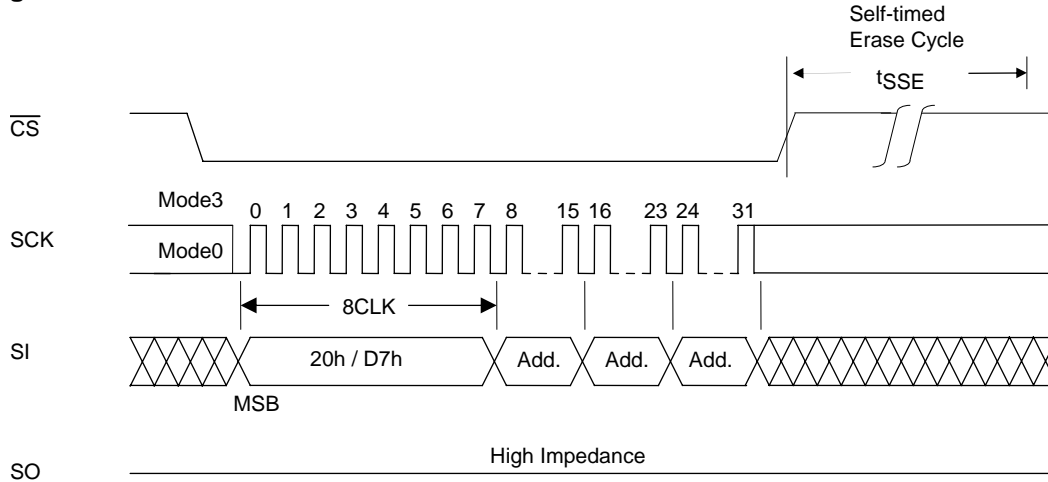 Self-timed
Erase Cycle
tSSE
CS
Mode3
0 1 2 3 4 5 6 7 8 15 16 23 24 31
SCK
Mode0
8CLK
SI
20h / D7h Add. Add. Add.
MSB
High Impedance
SO